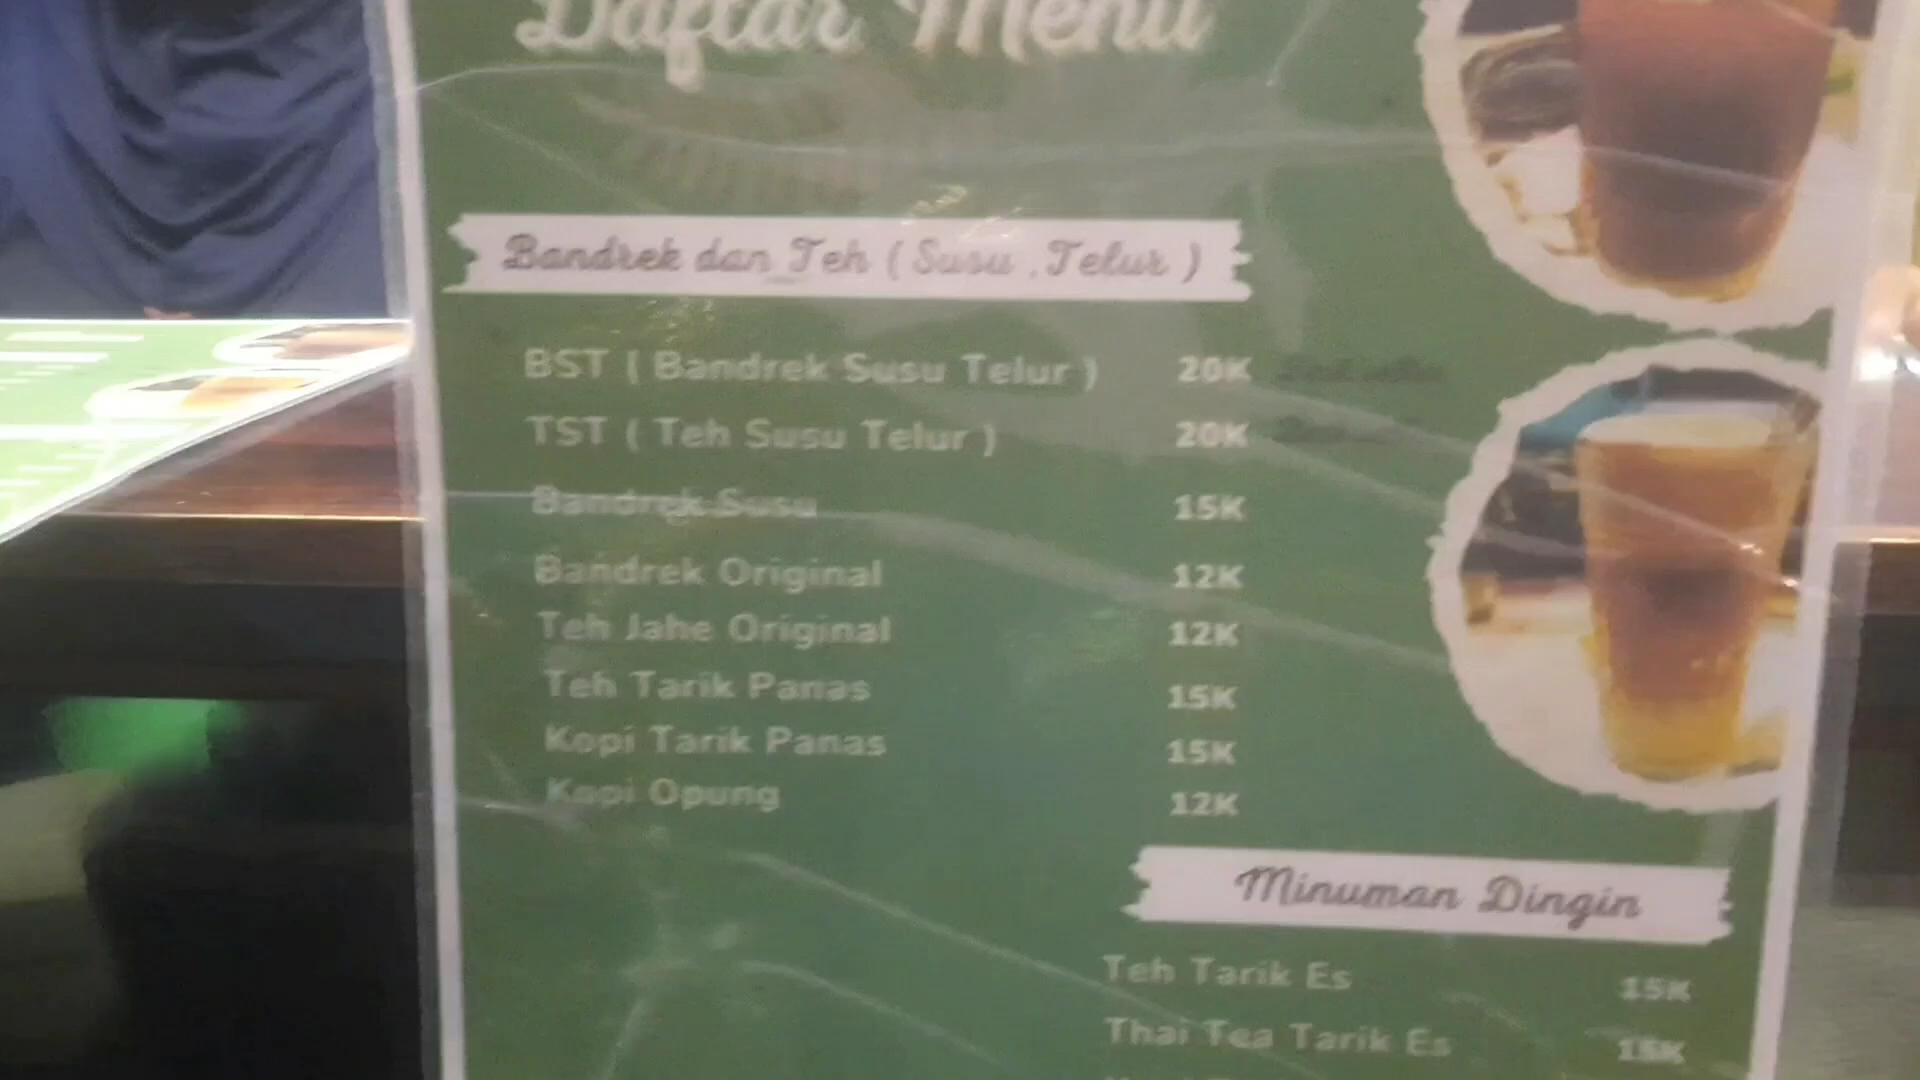 Daftar Menu
Bandrek dan Teh ( Susu , Telur )
BST ( Bandrek Susu Telur ) 20K
TST ( Teh Susu Telur ) 20K
Bandrek Susu 15K
Bandrek Original 12K
Teh Jahe Original 12K
Teh Tarik Panas 15K
Kopi Tarik Panas 15K
Kopi Opung 12K
Minuman Dingin
Teh Tarik Es 15K
Thai Tea Tarik Es 15K